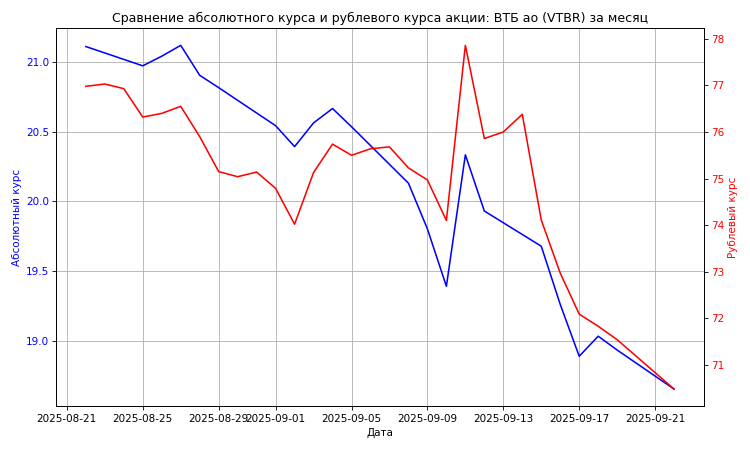 Сравнение абсолютного курса и рублевого курса акции: ВТБ ао (VTBR) за месяц
21.0
20.5
20.0
19.5
19.0
Абсолютный курс
78
77
76
75
74
73
72
71
Рублевый курс
2025-08-21 2025-08-25 2025-08-29 2025-09-01 2025-09-05 2025-09-09 2025-09-13 2025-09-17 2025-09-21
Дата